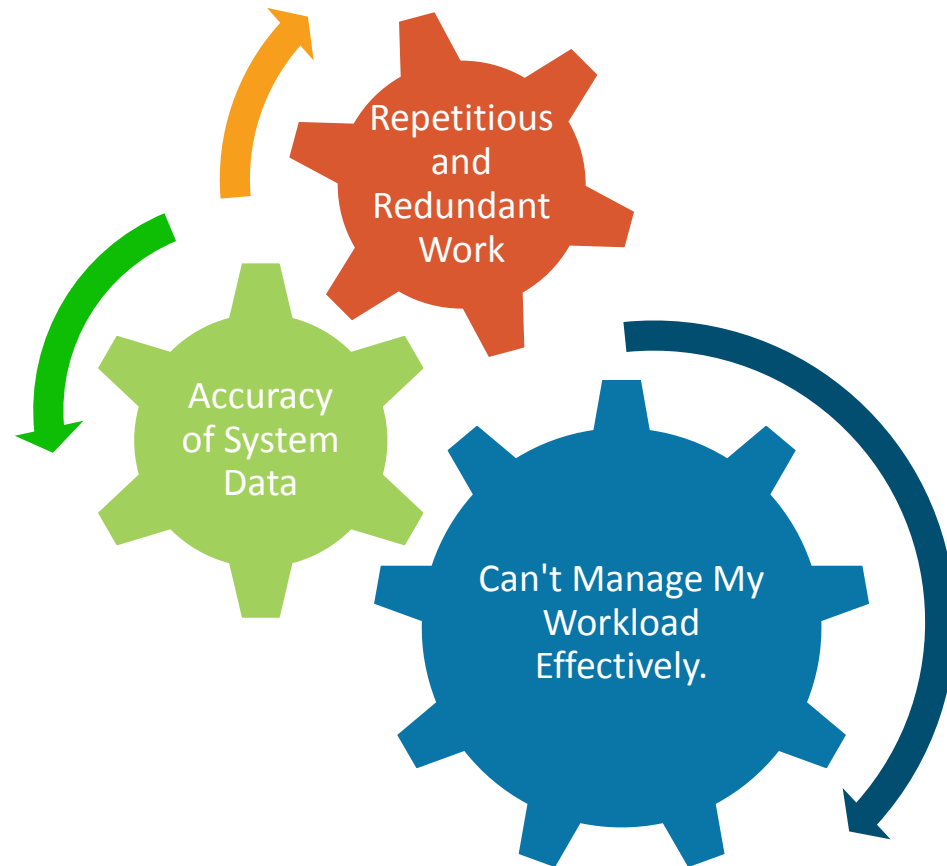 Repetitious
and
Redundant
Work
Accuracy
of System
Data
Can't Manage My
Workload
Effectively.